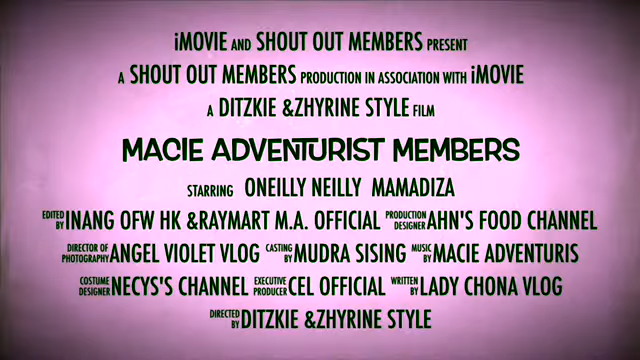 iMOVIE AND SHOUT OUT MEMBERS PRESENT
A SHOUT OUT MEMBERS PRODUCTION IN ASSOCIATION WITH iMOVIE
A DITZKIE &ZHYRINE STYLE FILM
MACIE ADVENTURIST MEMBERS
STARRING ONEILLY NEILLY MAMADIZA
EDITED BY INANG OFW HK &RAYMART M.A. OFFICIAL PRODUCTION DESIGNER AHN'S FOOD CHANNEL
DIRECTOR OF PHOTOGRAPHY ANGEL VIOLET VLOG CASTING BY MUDRA SISING MUSIC BY MACIE ADVENTURIS
COSTUME DESIGNER NECYS'S CHANNEL EXECUTIVE PRODUCER CEL OFFICIAL WRITTEN BY LADY CHONA VLOG
DIRECTED BY DITZKIE &ZHYRINE STYLE